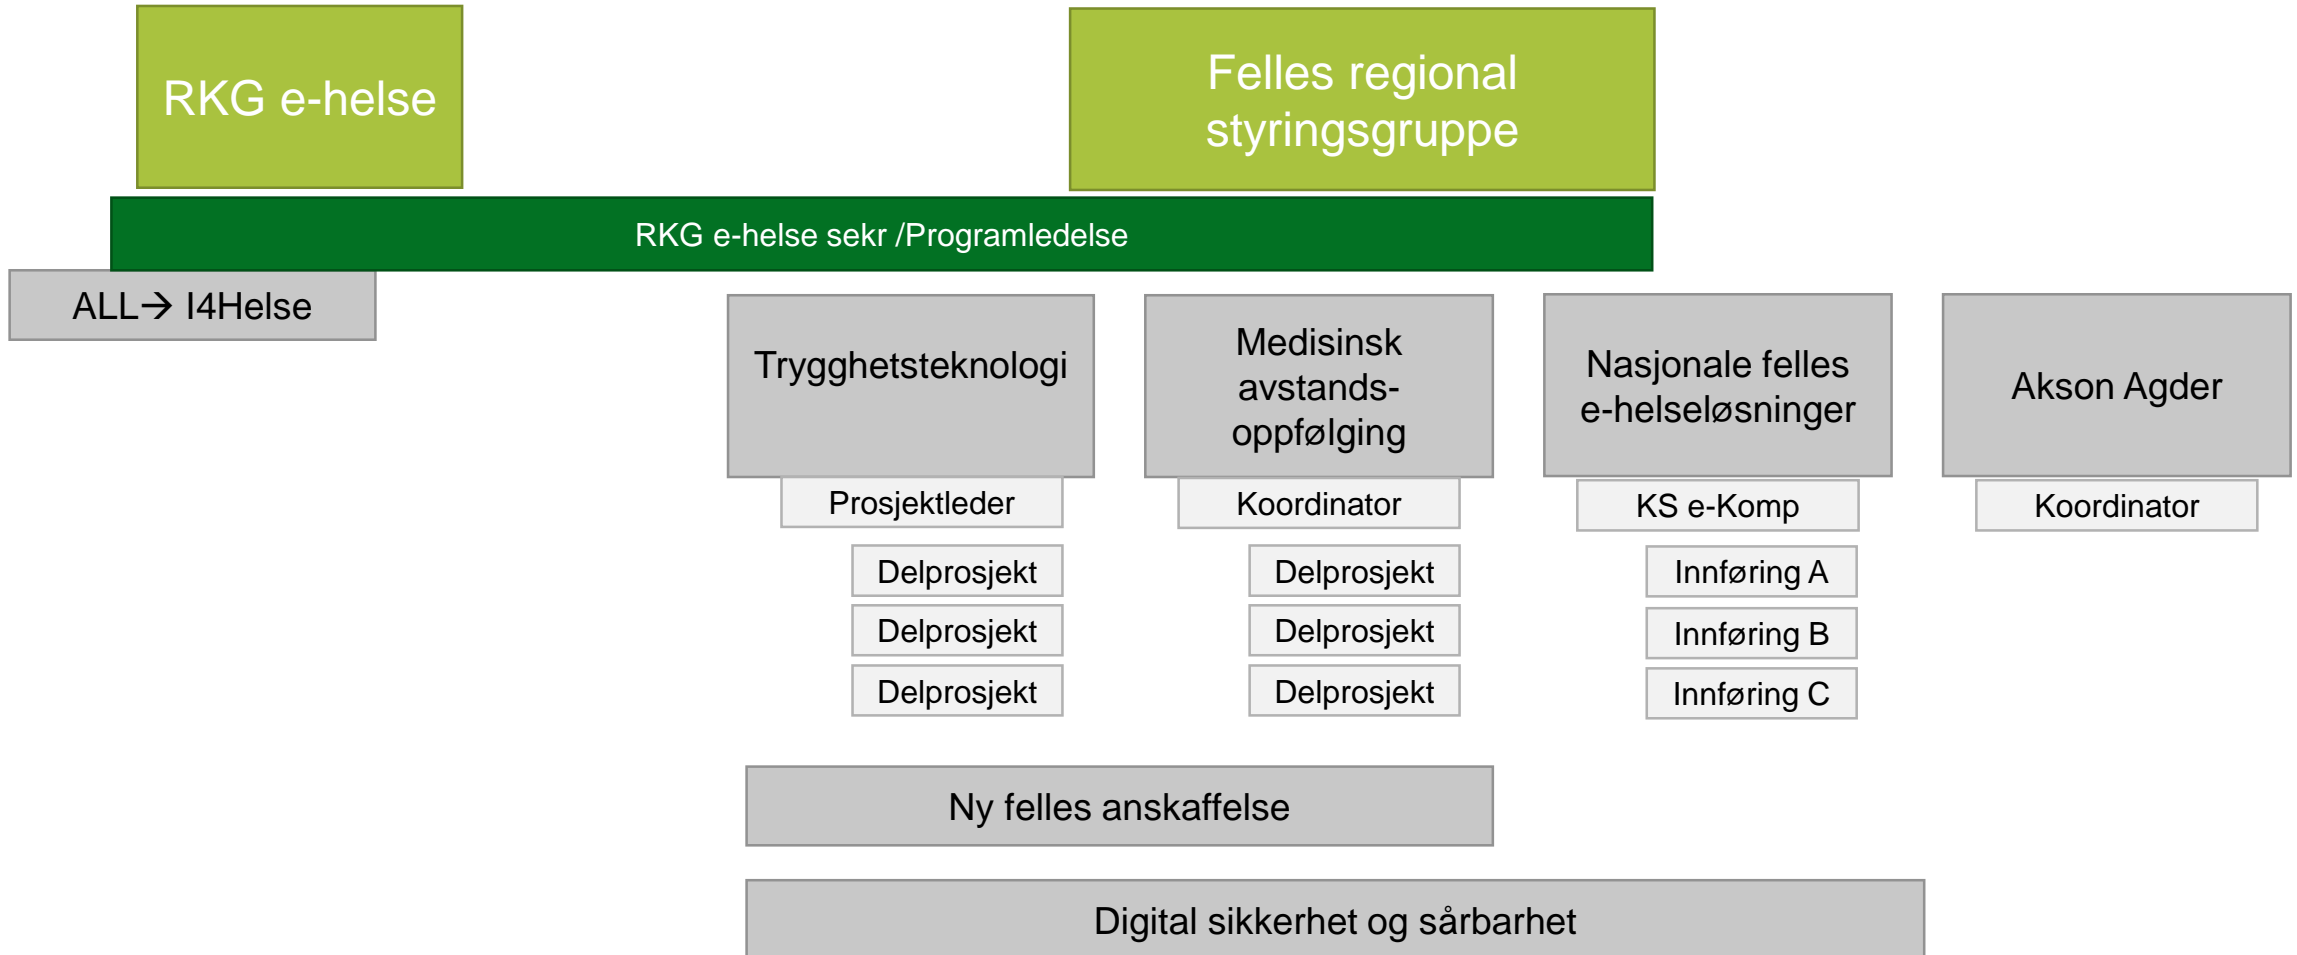 RKG e-helse
Felles regional
styringsgruppe
RKG e-helse sekr /Programledelse
ALL→ I4Helse
Trygghetsteknologi
Medisinsk
avstands-
oppfølging
Nasjonale felles
e-helseløsninger
Akson Agder
Prosjektleder
Koordinator
KS e-Komp
Koordinator
Delprosjekt
Delprosjekt
Innføring A
Delprosjekt
Delprosjekt
Innføring B
Delprosjekt
Delprosjekt
Innføring C
Ny felles anskaffelse
Digital sikkerhet og sårbarhet